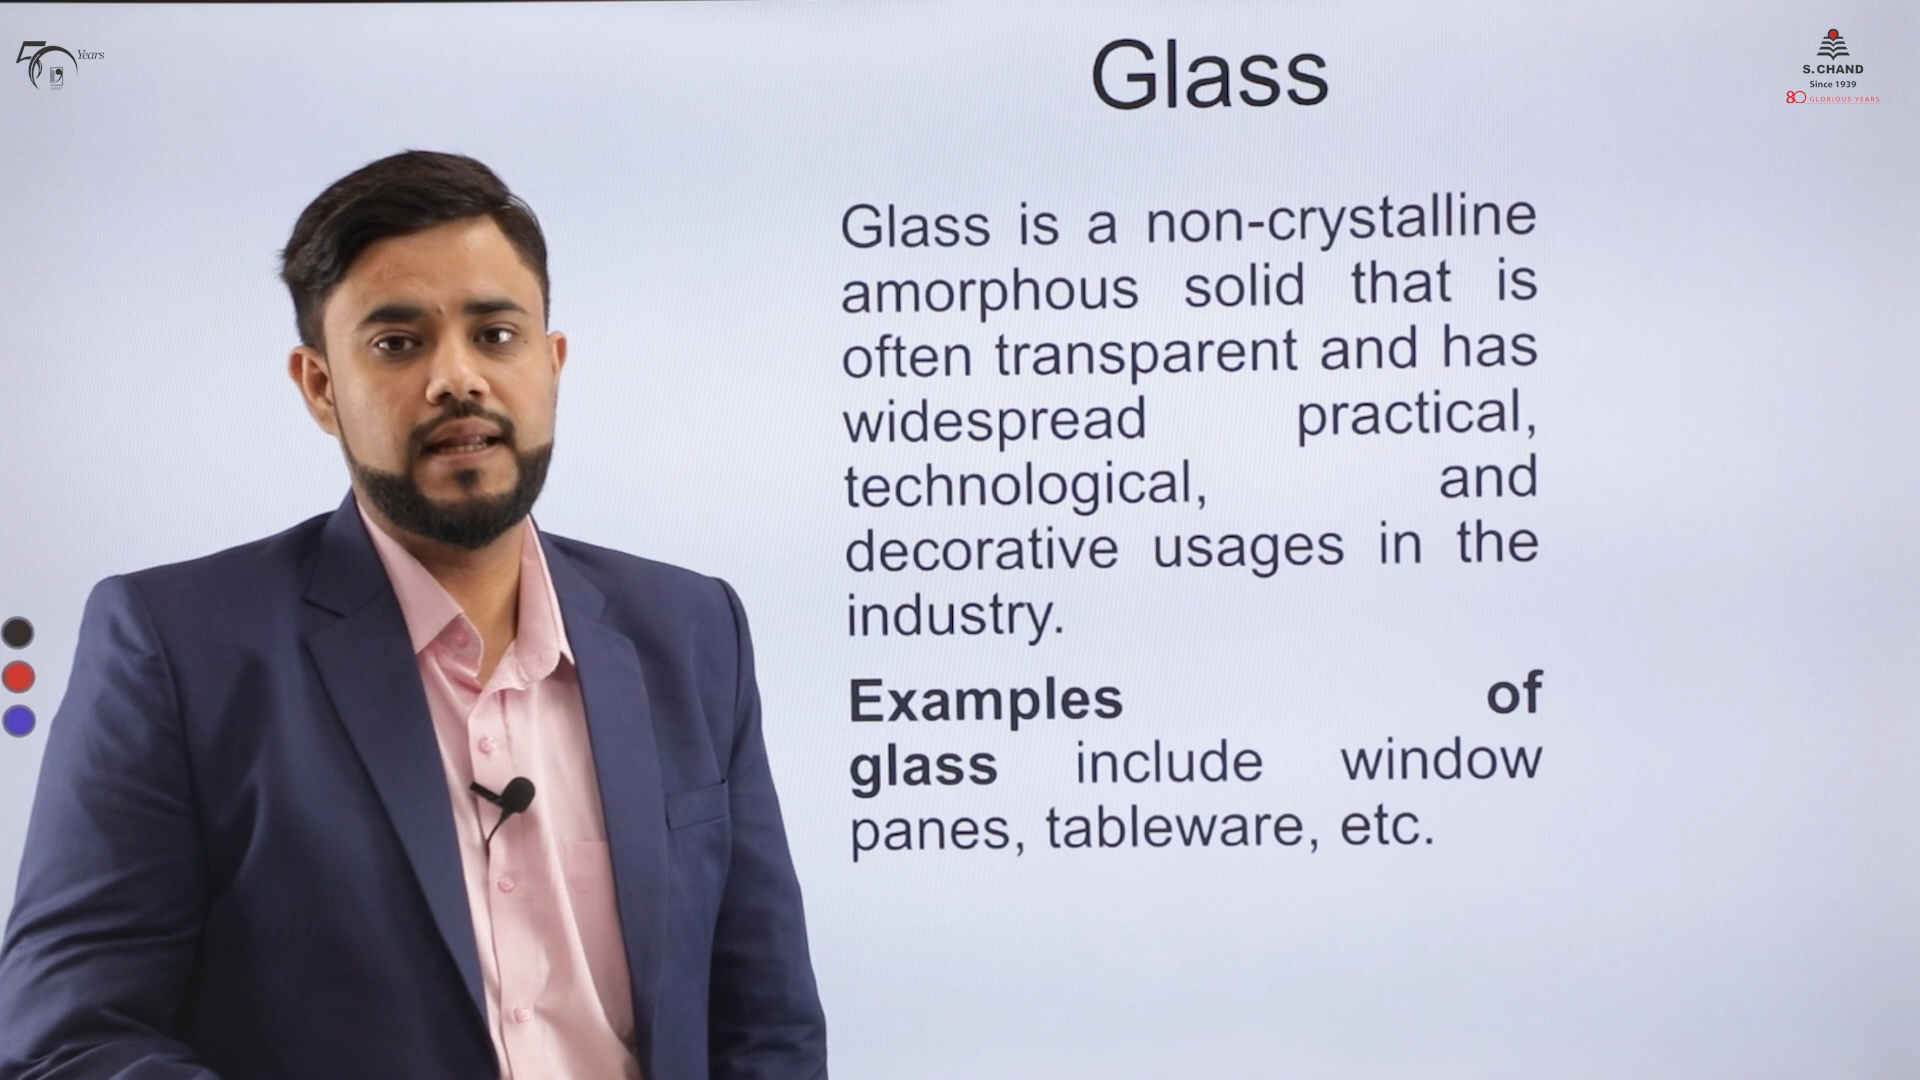 50 Years
S. CHAND
Since 1939
80 GLORIOUS YEARS
Glass
Glass is a non-crystalline
amorphous solid that is
often transparent and has
widespread practical,
technological, and
decorative usages in the
industry.
Examples of
glass include window
panes, tableware, etc.